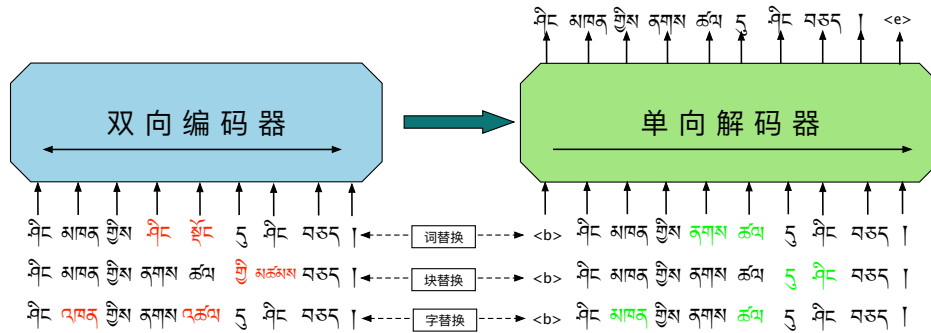 ཤིང མཁན གྱིས ནགས ཚལ དུ ཤིང བཅད ། <e>
双向编码器
单向解码器
ཤིང མཁན གྱིས ཤིང སྡོང དུ ཤིང བཅད ། 词替换 <b> ཤིང མཁན གྱིས ནགས ཚལ དུ ཤིང བཅད །
ཤིང མཁན གྱིས ནགས ཚལ གྱི མཚམས བཅད ། 块替换 <b> ཤིང མཁན གྱིས ནགས ཚལ དུ ཤིང བཅད །
ཤིང འཁན གྱིས ནགས འཚལ དུ ཤིང བཅད ། 字替换 <b> ཤིང མཁན གྱིས ནགས ཚལ དུ ཤིང བཅད །